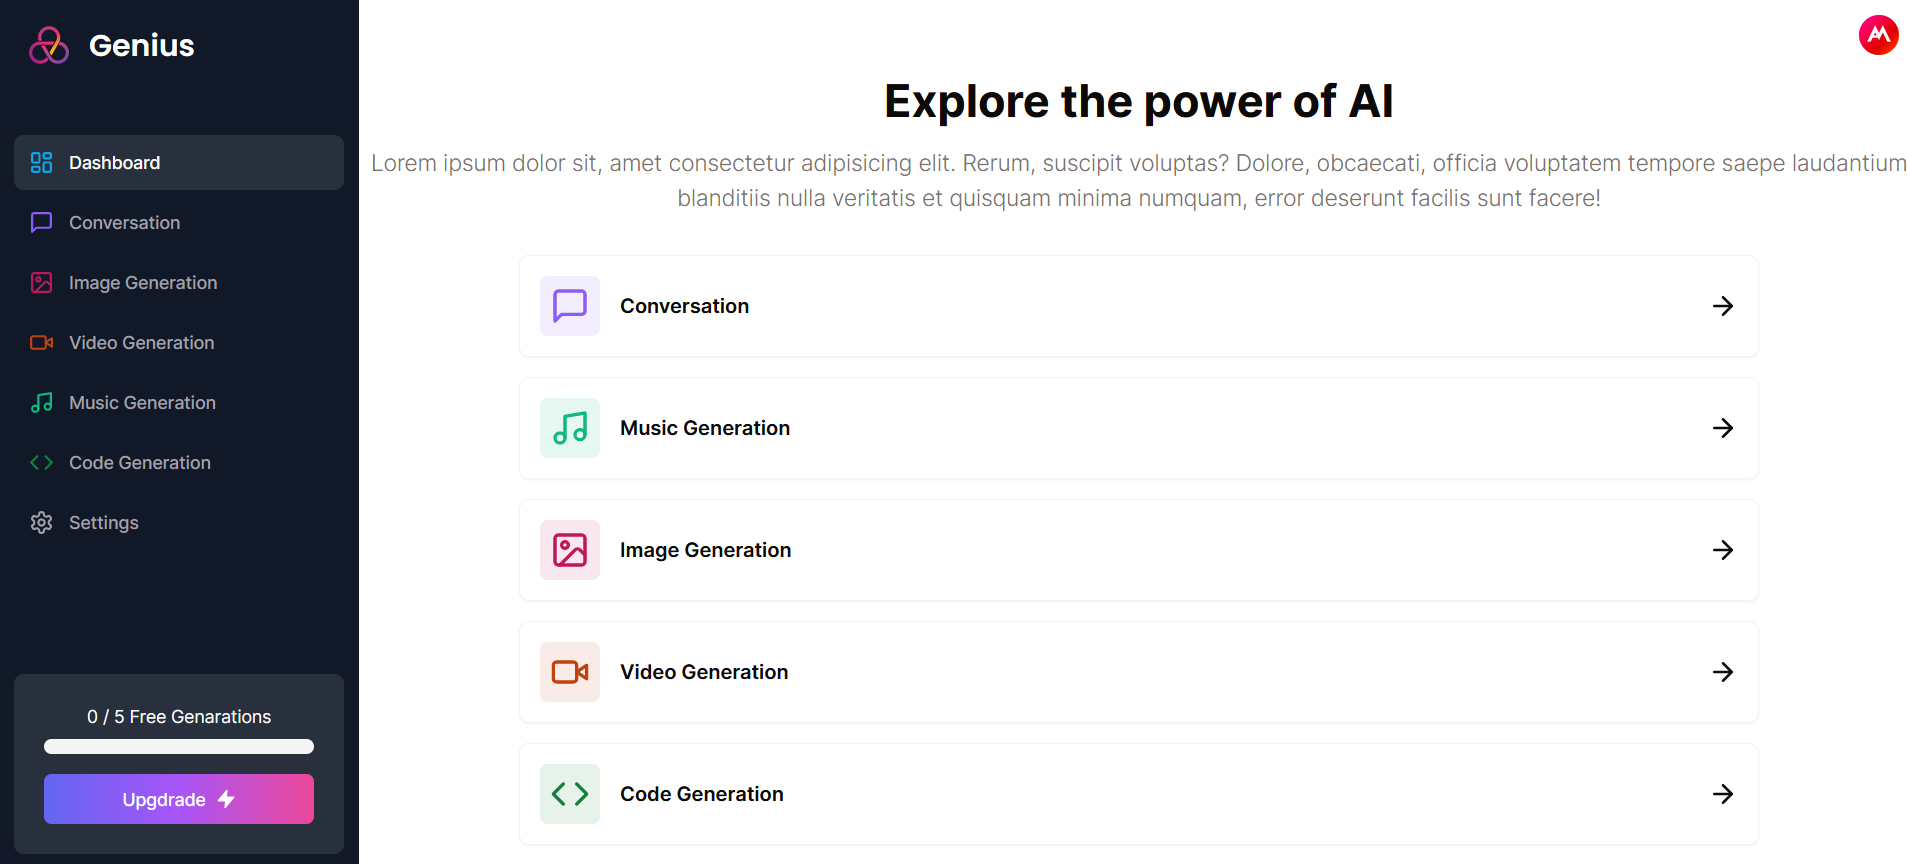 Genius
Dashboard
Conversation
Image Generation
Video Generation
Music Generation
Code Generation
Settings
0 / 5 Free Genarations
Upgdrade
Explore the power of AI
Lorem ipsum dolor sit, amet consectetur adipisicing elit. Rerum, suscipit voluptas? Dolore, obcaecati, officia voluptatem tempore saepe laudantium
blanditiis nulla veritatis et quisquam minima numquam, error deserunt facilis sunt facere!
Conversation
Music Generation
Image Generation
Video Generation
Code Generation